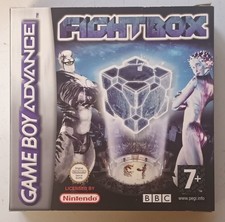 GAME BOY ADVANCE
FIGHTBOX
LICENSED BY
Nintendo
BBC
7+
www.pegi.info